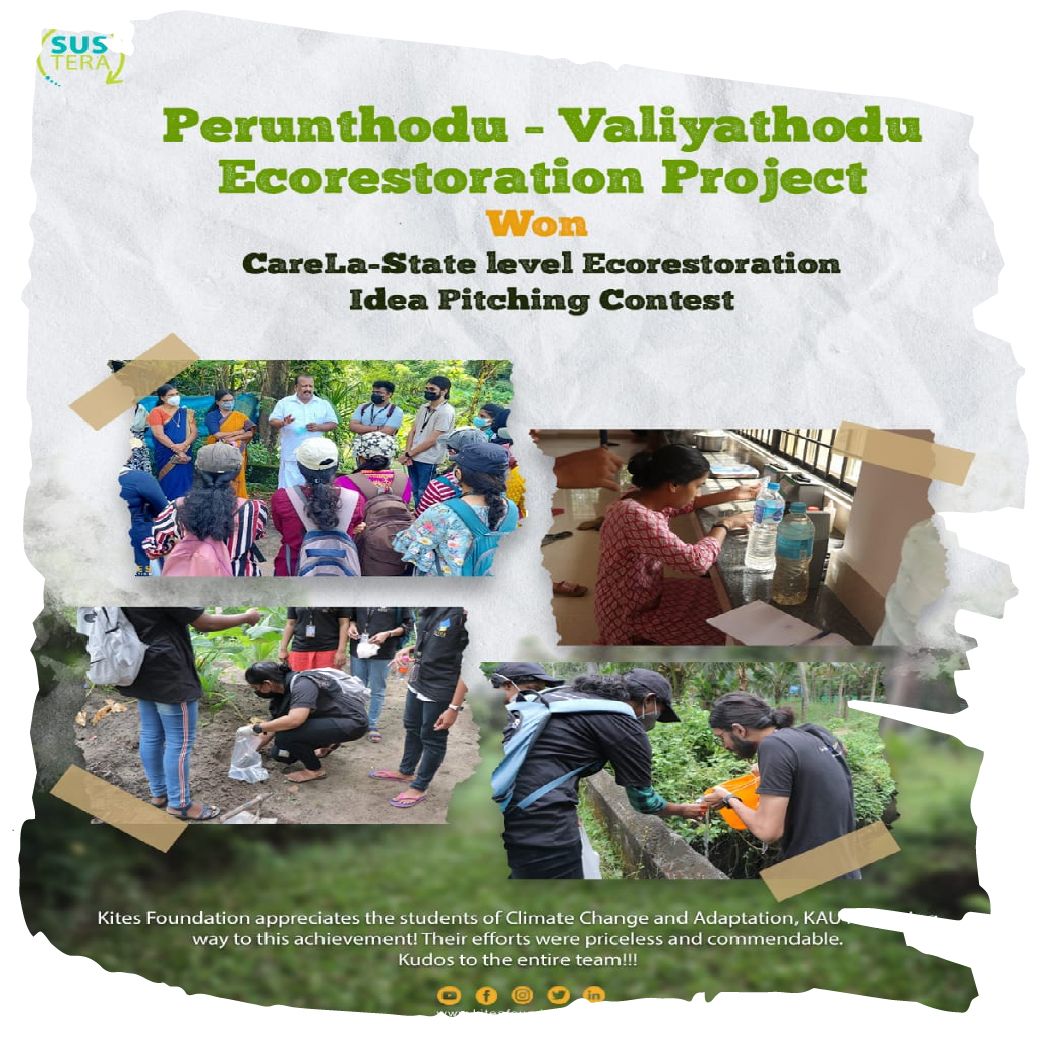 SUS
TERA
Perunthodu - Valiyathodu
Ecorestoration Project
Won
CareLa-State level Ecorestoration
Idea Pitching Contest
Kites Foundation appreciates the students of Climate Change and Adaptation, KAU
way to this achievement! Their efforts were priceless and commendable.
Kudos to the entire team!!!